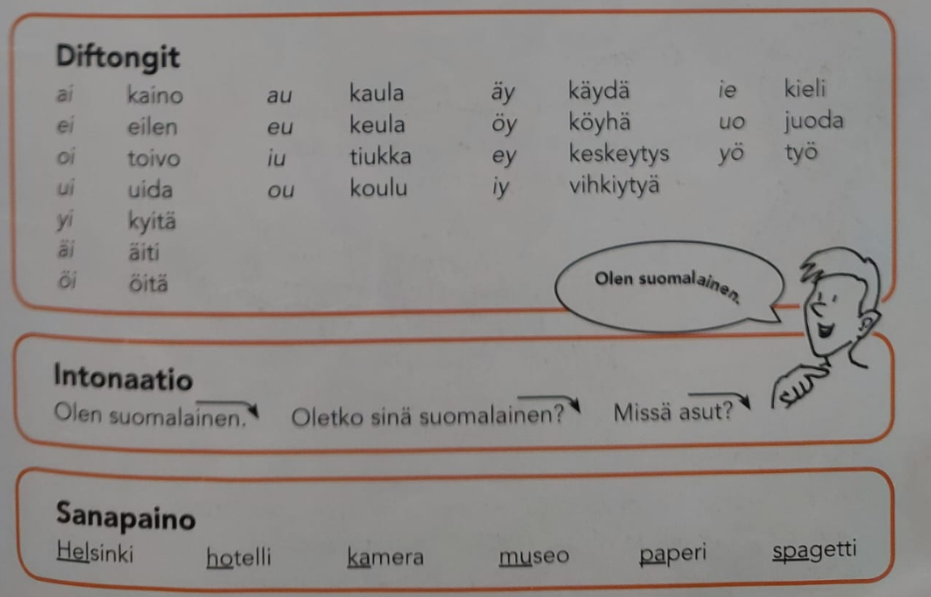 Diftongit
ai kaino au kaula äy käydä ie kieli
ei eilen eu keula öy köyhä uo juoda
oi toivo iu tiukka ey keskeytys yö työ
ui uida ou koulu iy vihkiytyä
yi kyitä
äi äiti
öi öitä
Olen suomalainen.
Intonaatio
Olen suomalainen. Oletko sinä suomalainen? Missä asut?
Sanapaino
Helsinki hotelli kamera museo paperi spagetti